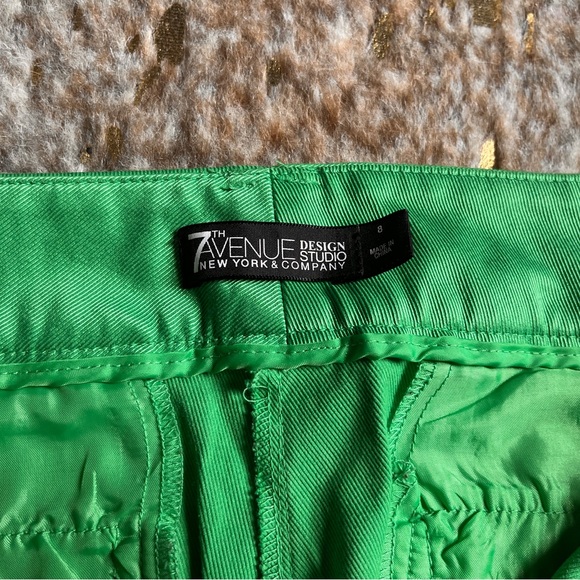 7TH AVENUE DESIGN STUDIO
NEW YORK & COMPANY
8
MADE IN
CHINA